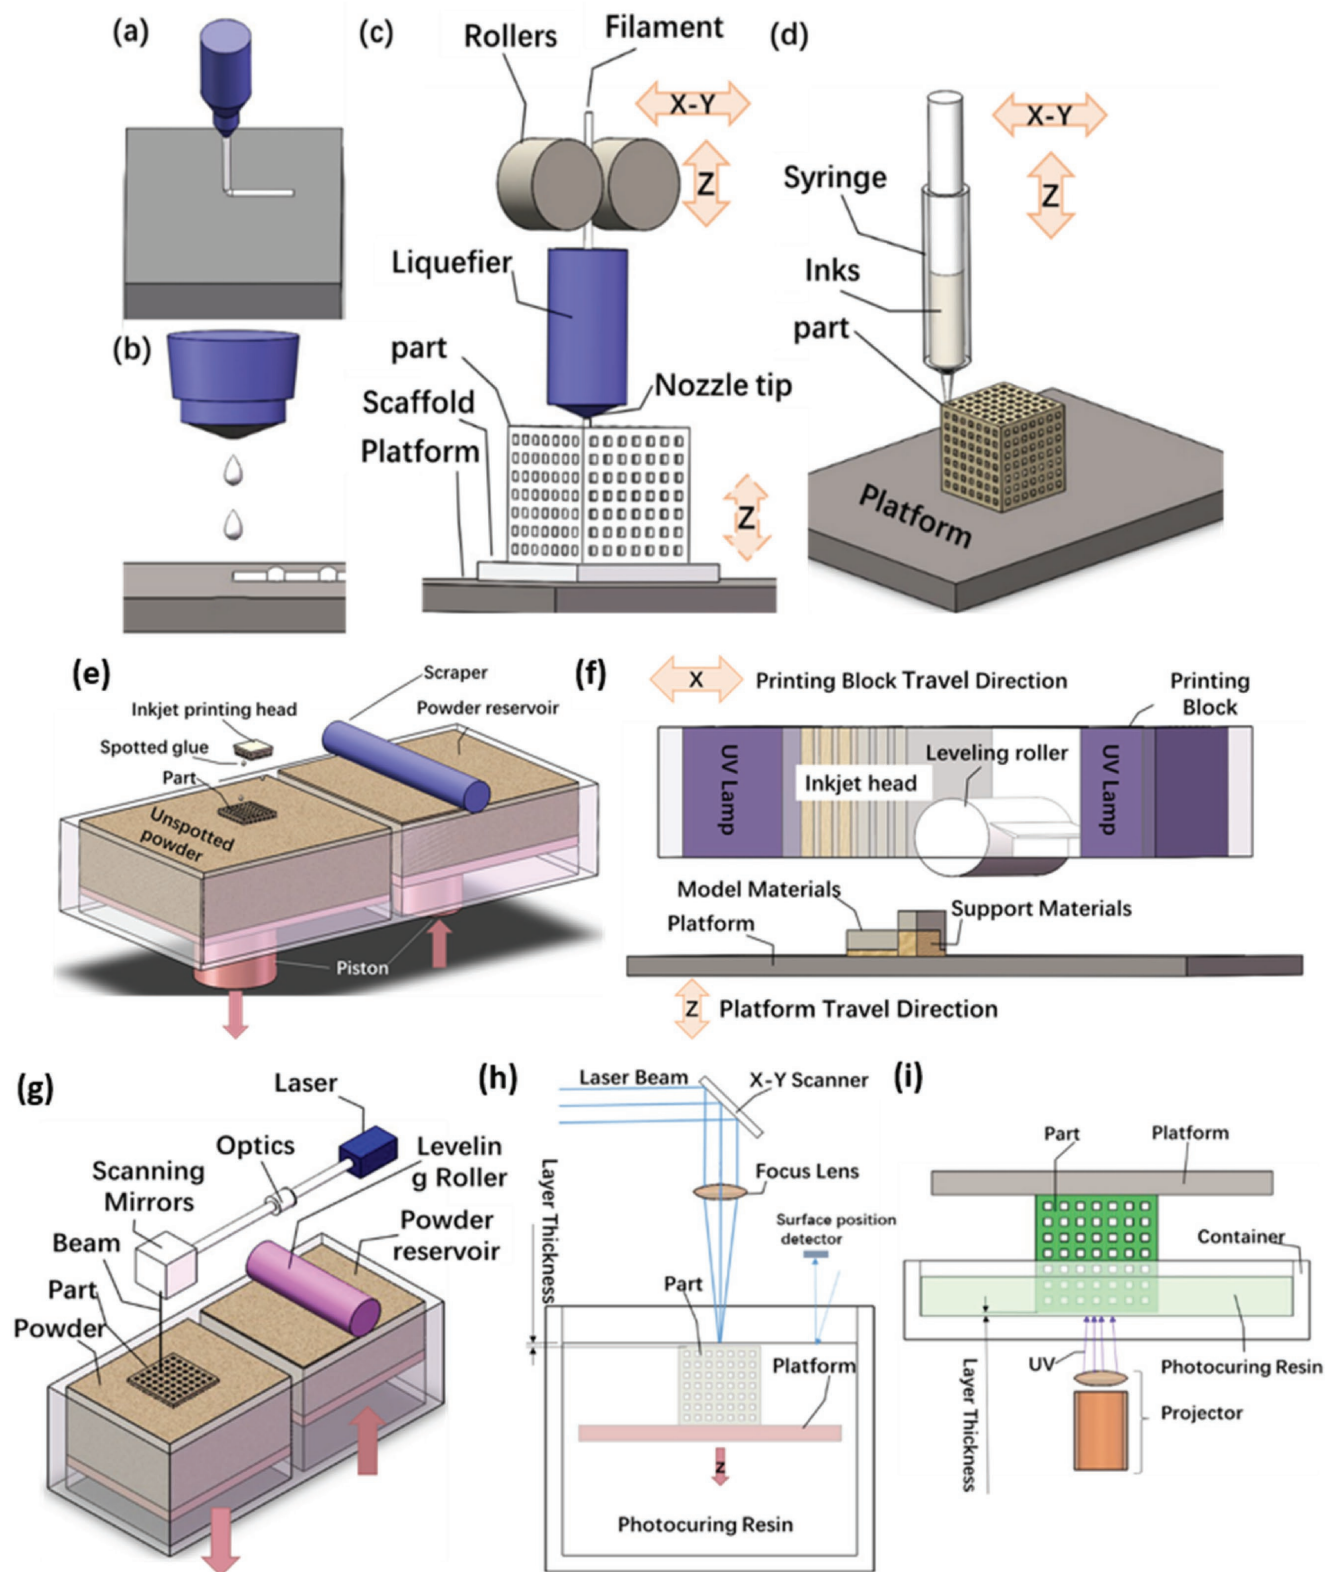 (a)
(b)
(c)
Rollers
Filament
X-Y
Z
Liquefier
part
Nozzle tip
Scaffold
Platform
Z
(d)
X-Y
Z
Syringe
Inks
part
Platform
(e)
Scraper
Powder reservoir
Inkjet printing head
Spotted glue
Part
Unspotted
powder
Piston
(f)
X
Printing Block Travel Direction
Printing
Block
UV Lamp
Inkjet head
Leveling roller
UV Lamp
Model Materials
Platform
Support Materials
Z
Platform Travel Direction
(g)
Laser
Optics
Levelin
g Roller
Scanning
Mirrors
Powder
reservoir
Beam
Part
Powder
(h)
Laser Beam
X-Y Scanner
Focus Lens
Layer Thickness
Surface position
detector
Part
Platform
Z
Photocuring Resin
(i)
Part
Platform
Container
UV
Photocuring Resin
Layer Thickness
Projector